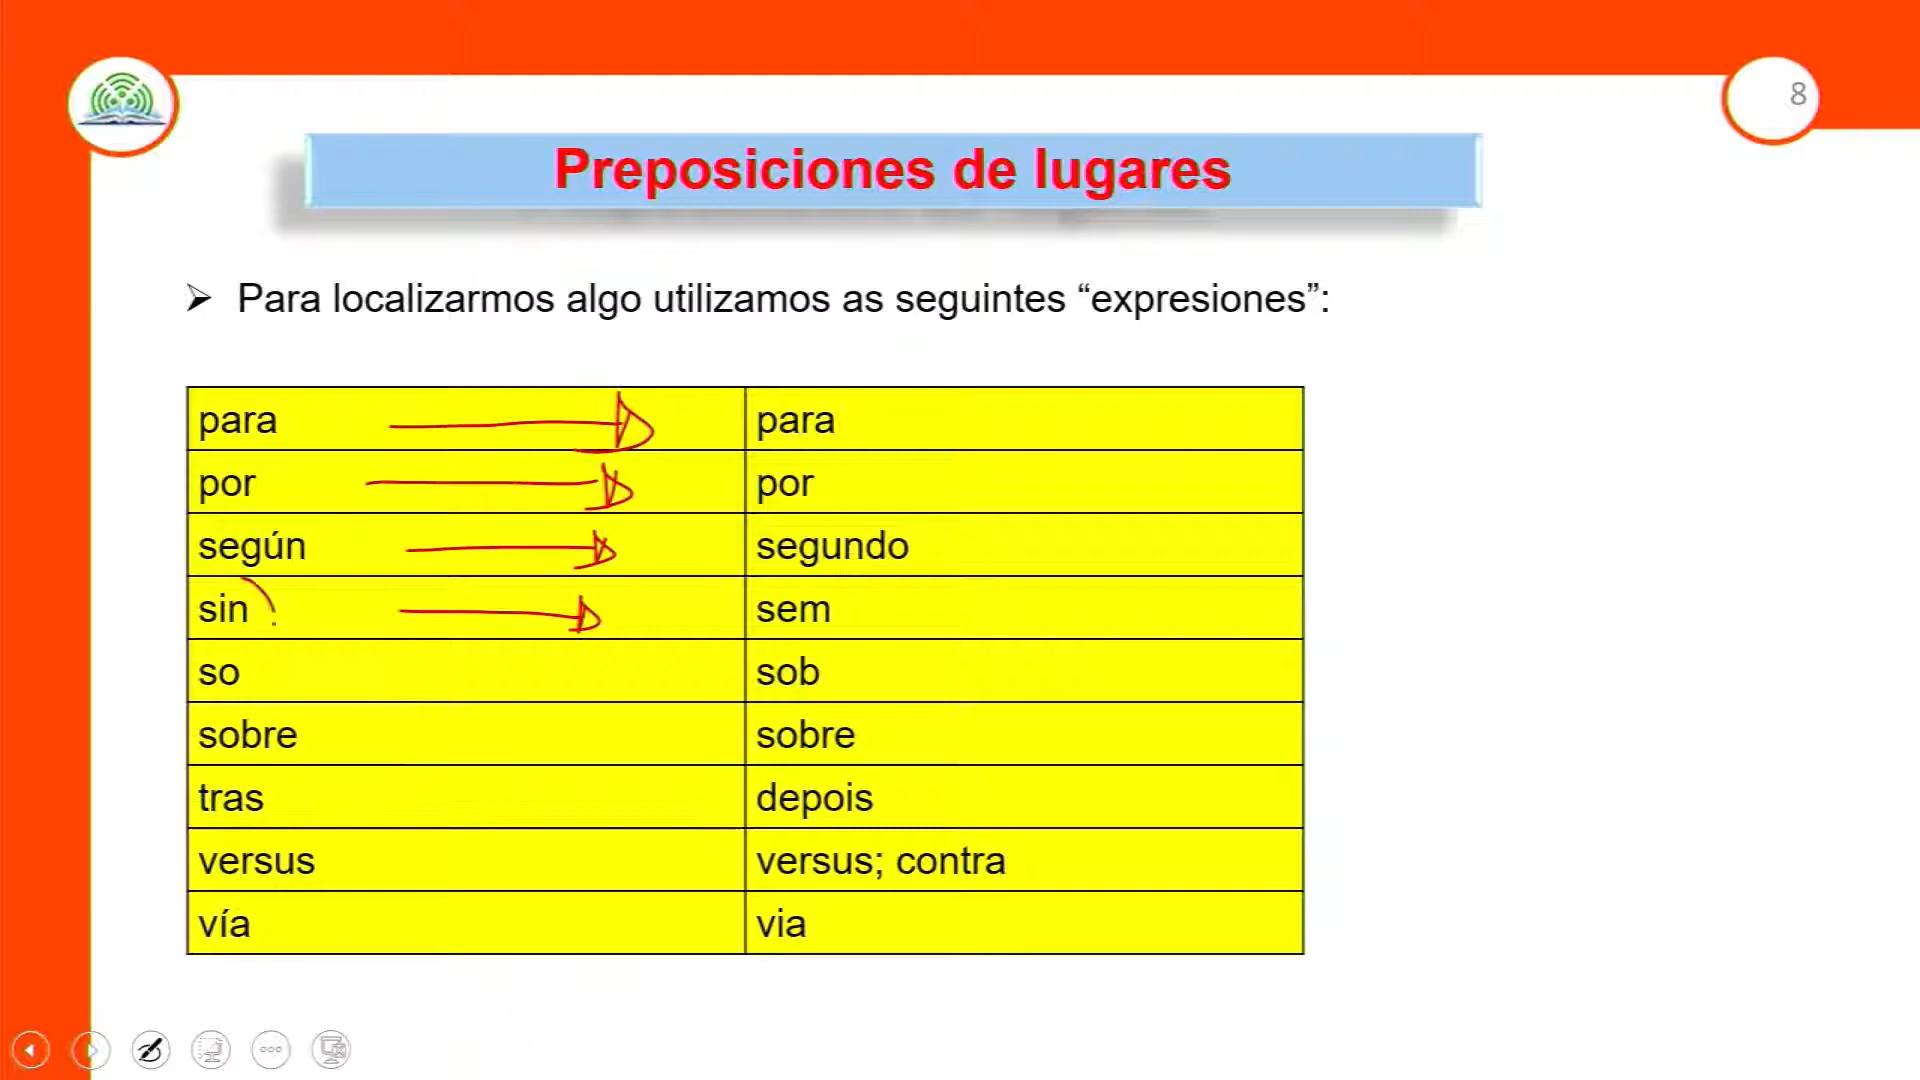 8
Preposiciones de lugares
Para localizarmos algo utilizamos as seguintes “expresiones”:
para para
por por
según segundo
sin sem
so sob
sobre sobre
tras depois
versus versus; contra
vía via